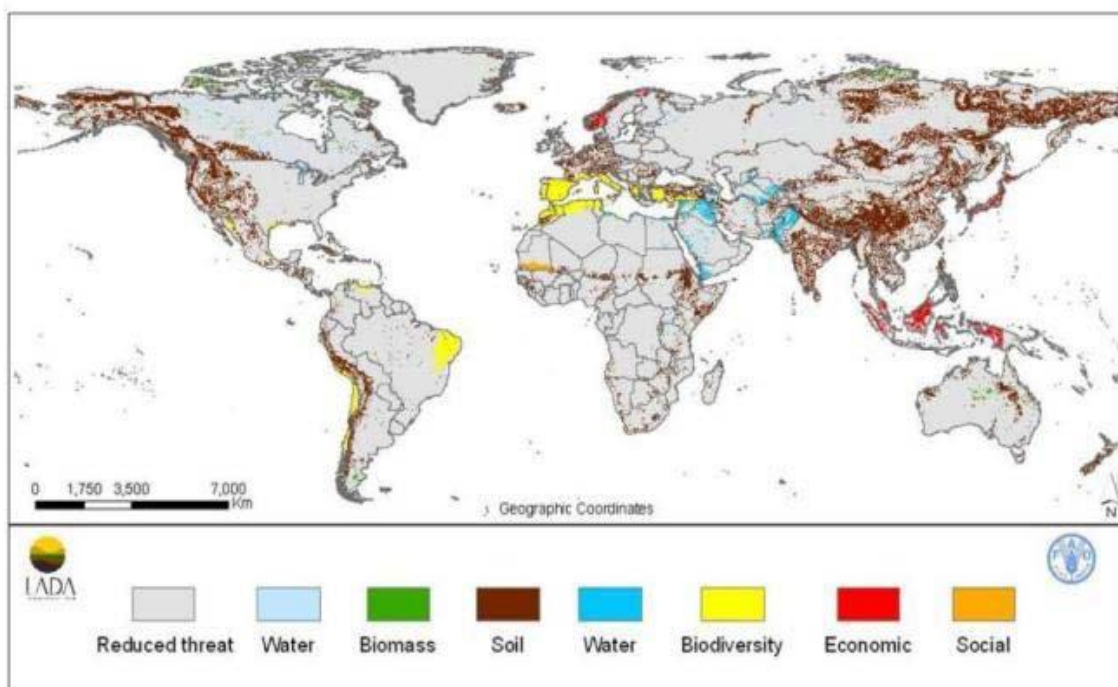 0 1,750 3,500 7,000
Km
Geographic Coordinates
N
LADA
Reduced threat Water Biomass Soil Water Biodiversity Economic Social